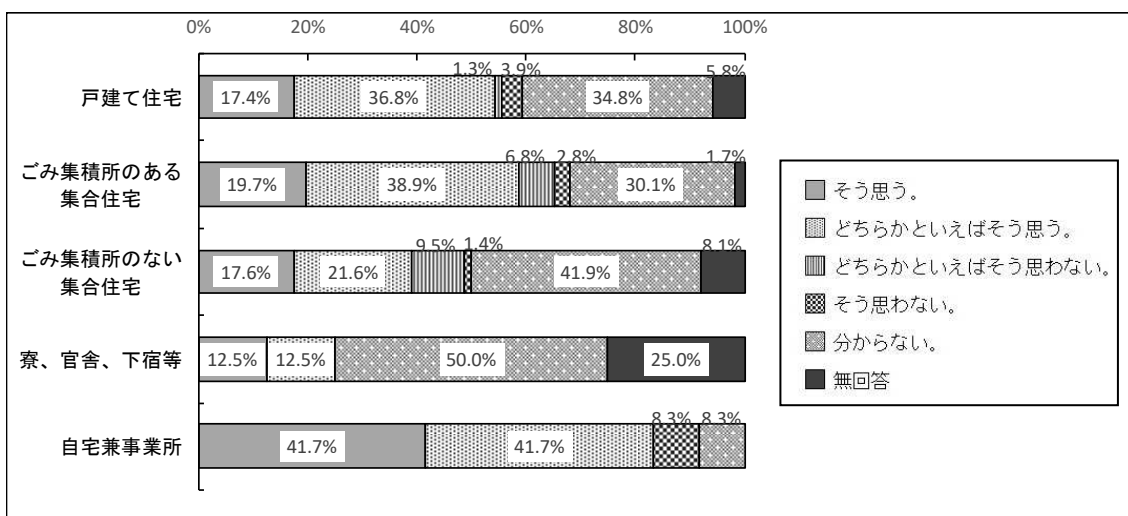 0% 20% 40% 60% 80% 100%
戸建て住宅
17.4% 36.8% 1.3% 3.9% 34.8% 5.8%
ごみ集積所のある
集合住宅
19.7% 38.9% 6.8% 2.8% 30.1% 1.7%
ごみ集積所のない
集合住宅
17.6% 21.6% 9.5% 1.4% 41.9% 8.1%
寮、官舎、下宿等
12.5% 12.5% 50.0% 25.0%
自宅兼事業所
41.7% 41.7% 8.3% 8.3%
そう思う。
どちらかといえばそう思う。
どちらかといえばそう思わない。
そう思わない。
分からない。
無回答